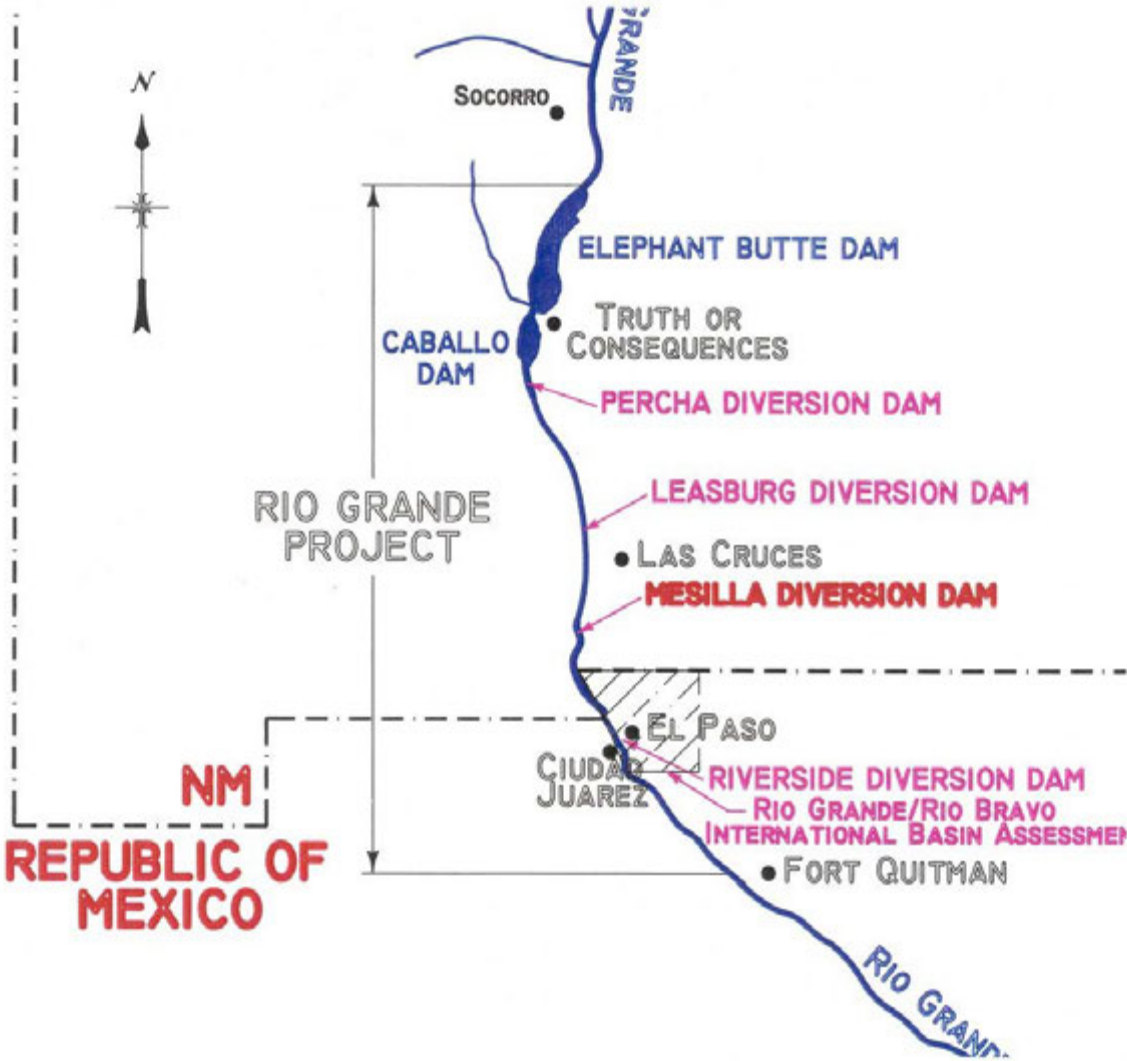 GRANDE
N
SOCORRO
ELEPHANT BUTTE DAM
TRUTH OR
CONSEQUENCES
CABALLO
DAM
PERCHA DIVERSION DAM
LEASBURG DIVERSION DAM
RIO GRANDE
PROJECT
LAS CRUCES
MESILLA DIVERSION DAM
EL PASO
CIUDAD
JUAREZ
NM
RIVERSIDE DIVERSION DAM
RIO GRANDE/RIO BRAVO
INTERNATIONAL BASIN ASSESSMEN
REPUBLIC OF
MEXICO
FORT QUITMAN
RIO GRANDE